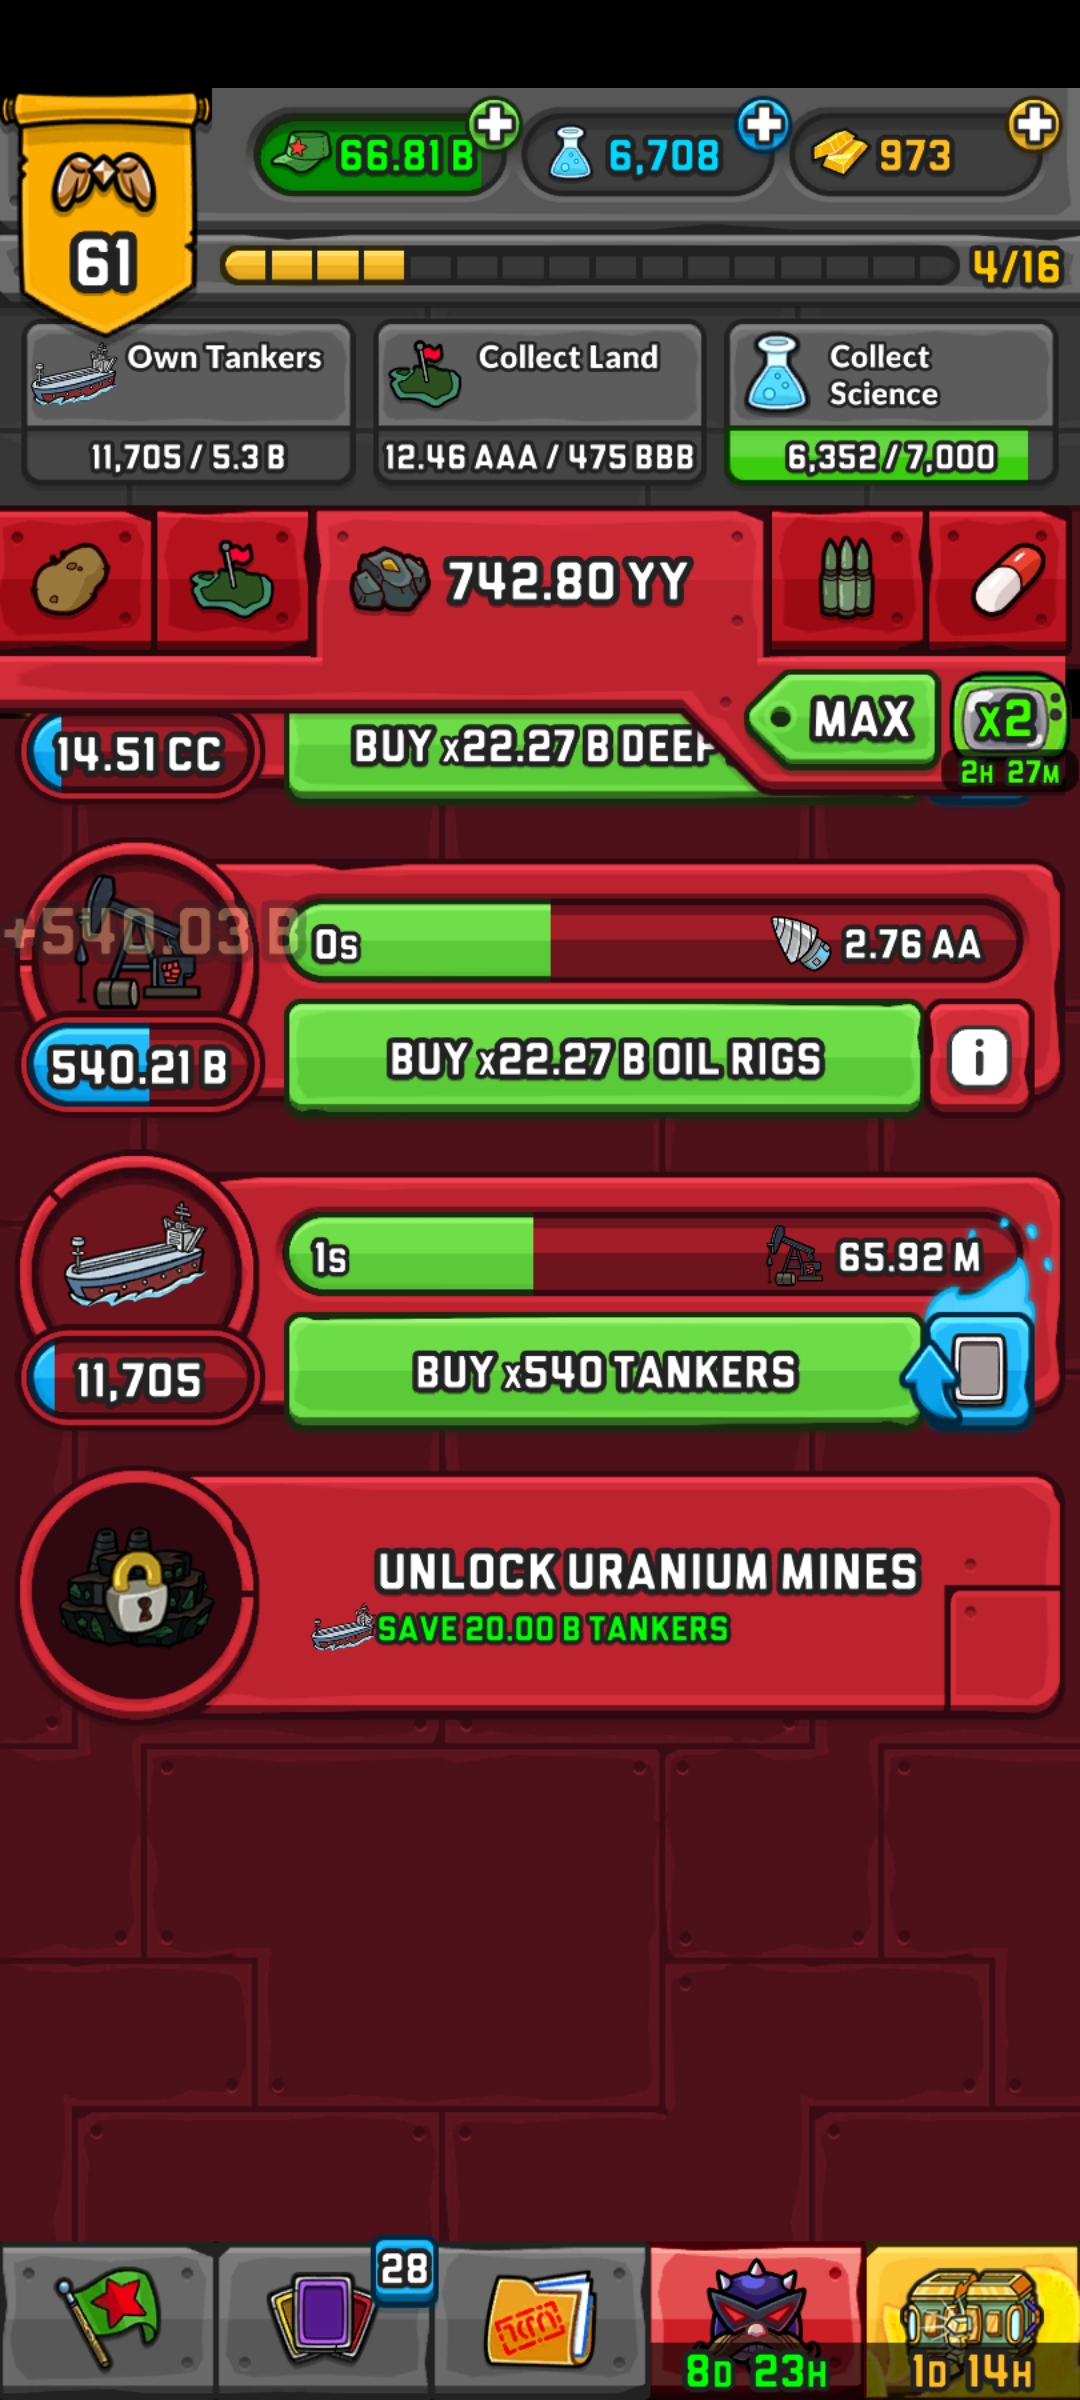 66.81 B
6,708
973
61
4/16
Own Tankers
11,705 / 5.3 B
Collect Land
12.46 AAA / 475 BBB
Collect
Science
6,352 / 7,000
742.80 YY
MAX
x2
2H 27M
14.51 CC
BUY x22.27 B DEEP
+540.03 B
0s
2.76 AA
540.21 B
BUY x22.27 B OIL RIGS
i
1s
65.92 M
11,705
BUY x540 TANKERS
UNLOCK URANIUM MINES
SAVE 20.00 B TANKERS
28
8D 23H
1D 14H